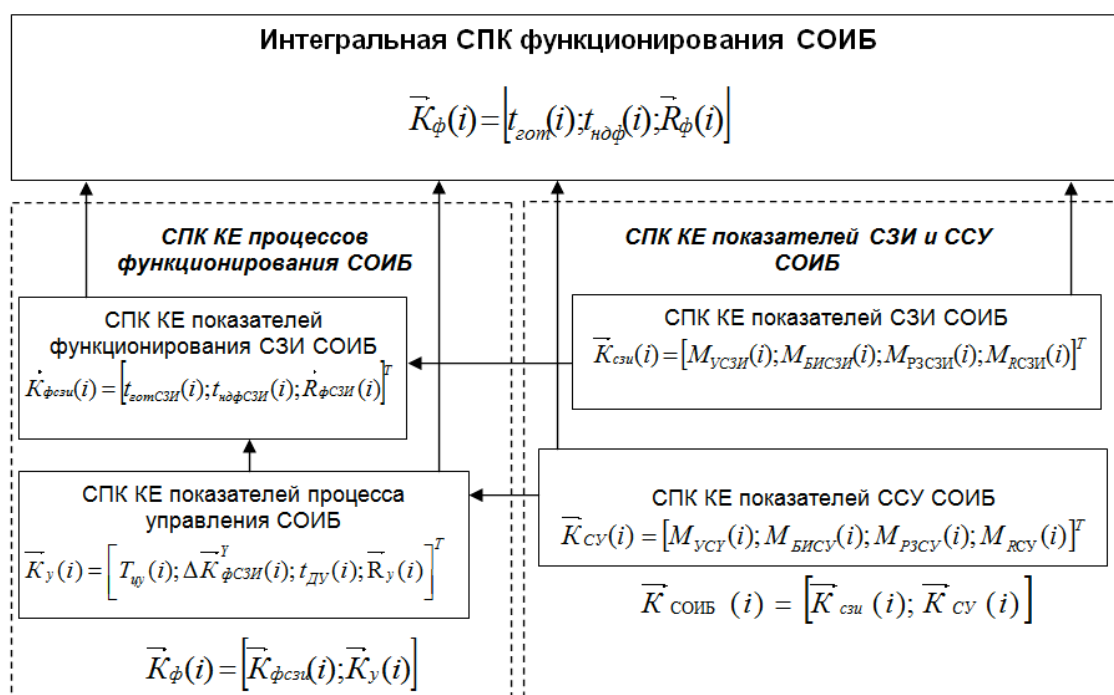 Интегральная СПК функционирования СОИБ
K⃗ф(i)=⌊tгот(i);tндф(i);R⃗ф(i)⌋
СПК КЕ процессов
функционирования СОИБ
СПК КЕ показателей
функционирования СЗИ СОИБ
K⃗фсзи(i)=[tготСЗИ(i);tндфСЗИ(i);R⃗фСЗИ(i)]ᵀ
СПК КЕ показателей процесса
управления СОИБ
K⃗у(i)=[Tцу(i);ΔK⃗ʸфСЗИ(i);tДУ(i);R⃗у(i)]ᵀ
K⃗ф(i)=[K⃗фсзи(i);K⃗у(i)]
СПК КЕ показателей СЗИ и ССУ
СОИБ
СПК КЕ показателей СЗИ СОИБ
K⃗сзи(i)=[MУСЗИ(i);MБИСЗИ(i);MРЗСЗИ(i);MRСЗИ(i)]ᵀ
СПК КЕ показателей ССУ СОИБ
K⃗СУ(i)=[MУСУ(i);MБИСУ(i);MРЗСУ(i);MRСУ(i)]ᵀ
K⃗СОИБ (i) = [K⃗сзи (i); K⃗СУ (i)]